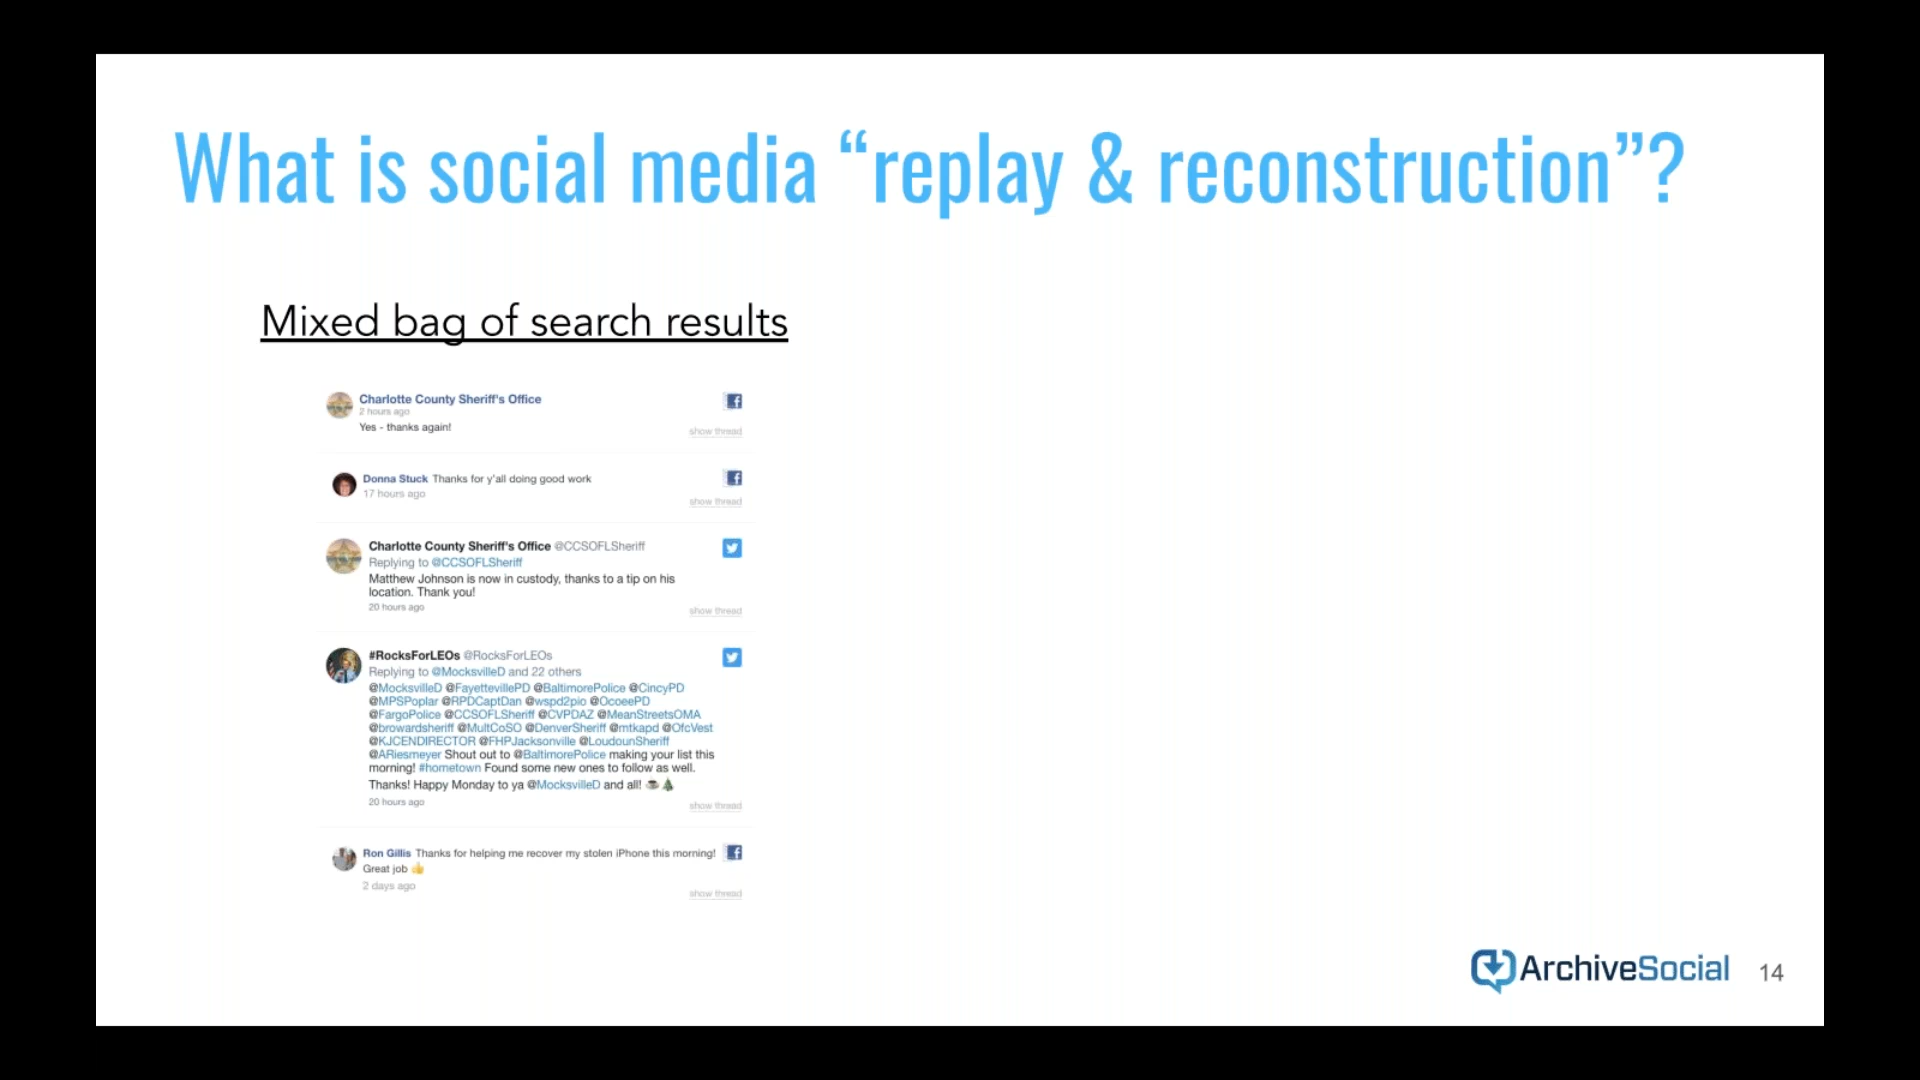 What is social media “replay & reconstruction”?
Mixed bag of search results
Charlotte County Sheriff's Office
2 hours ago
Yes - thanks again!
show thread
Donna Stuck Thanks for y'all doing good work
17 hours ago
show thread
Charlotte County Sheriff's Office @CCSOFLSheriff
Replying to @CCSOFLSheriff
Matthew Johnson is now in custody, thanks to a tip on his
location. Thank you!
20 hours ago
show thread
#RocksForLEOs @RocksForLEOs
Replying to @MocksvilleD and 22 others
@MocksvilleD @FayettevillePD @BaltimorePolice @CincyPD
@MPSPoplar @RPDCaptDan @wspd2pio @OcoeePD
@FargoPolice @CCSOFLSheriff @CVPDAZ @MeanStreetsOMA
@browardsheriff @MultCoSO @DenverSheriff @mtkapd @OfcVest
@KJCENDIRECTOR @FHPJacksonville @LoudounSheriff
@ARiesmeyer Shout out to @BaltimorePolice making your list this
morning! #hometown Found some new ones to follow as well.
Thanks! Happy Monday to ya @MocksvilleD and all! ☕🎄
20 hours ago
show thread
Ron Gillis Thanks for helping me recover my stolen iPhone this morning!
Great job 👍
2 days ago
show thread
ArchiveSocial
14